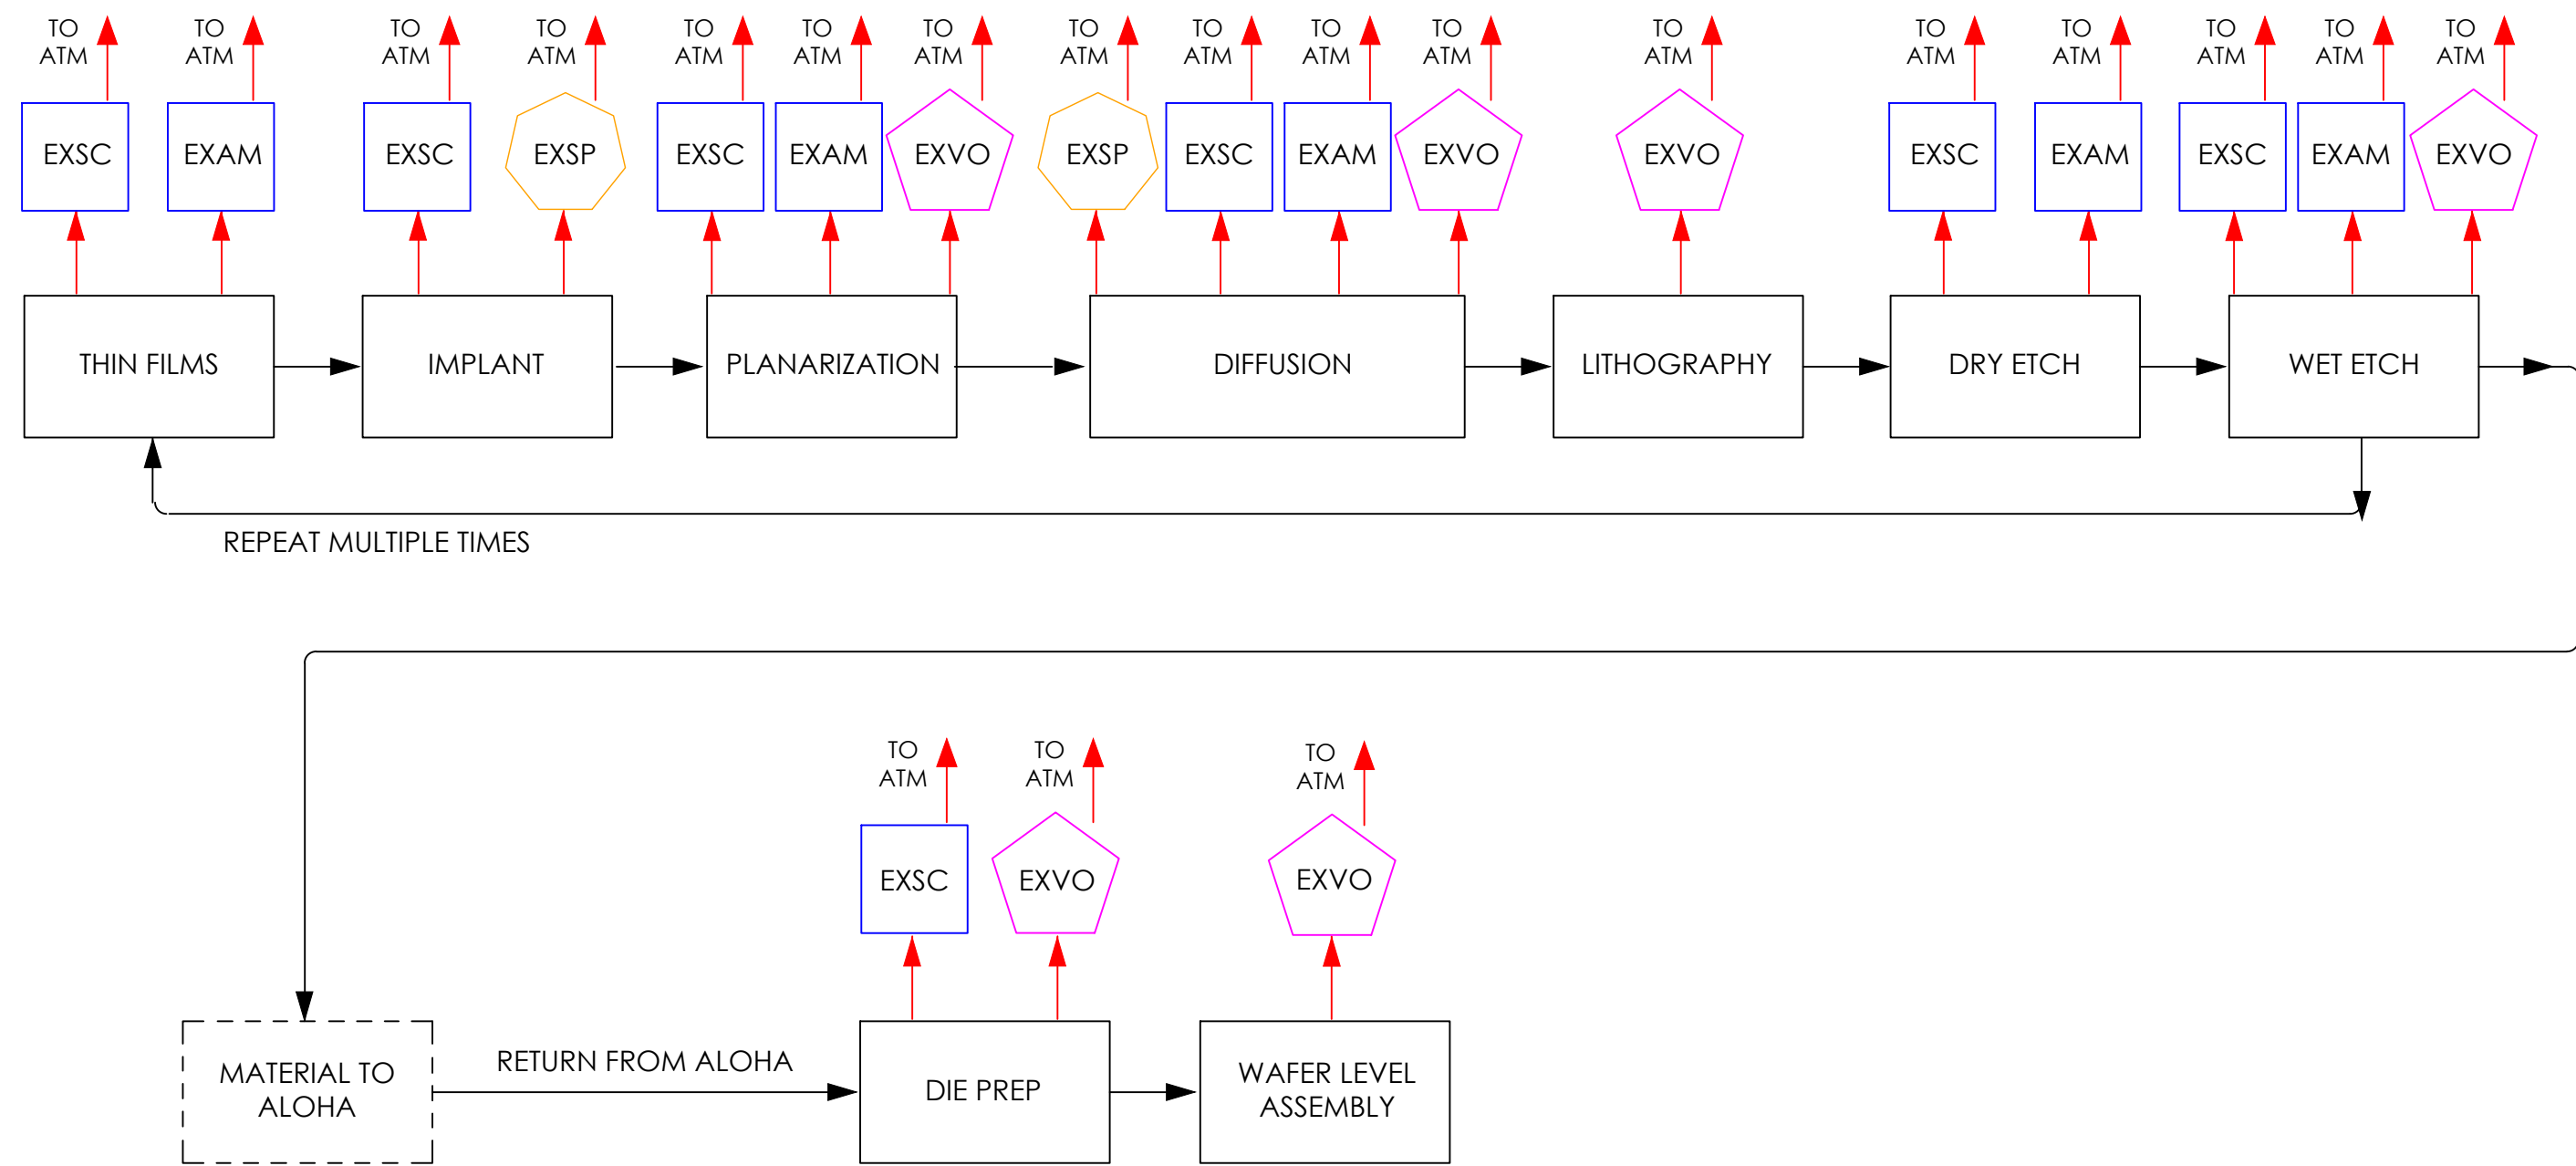 TO
ATM
TO
ATM
TO
ATM
TO
ATM
TO
ATM
TO
ATM
TO
ATM
TO
ATM
TO
ATM
TO
ATM
TO
ATM
TO
ATM
TO
ATM
TO
ATM
TO
ATM
TO
ATM
TO
ATM
EXSC
EXAM
EXSC
EXSP
EXSC
EXAM
EXVO
EXSP
EXSC
EXAM
EXVO
EXVO
EXSC
EXAM
EXSC
EXAM
EXVO
THIN FILMS
IMPLANT
PLANARIZATION
DIFFUSION
LITHOGRAPHY
DRY ETCH
WET ETCH
REPEAT MULTIPLE TIMES
TO
ATM
TO
ATM
TO
ATM
EXSC
EXVO
EXVO
MATERIAL TO
ALOHA
RETURN FROM ALOHA
DIE PREP
WAFER LEVEL
ASSEMBLY